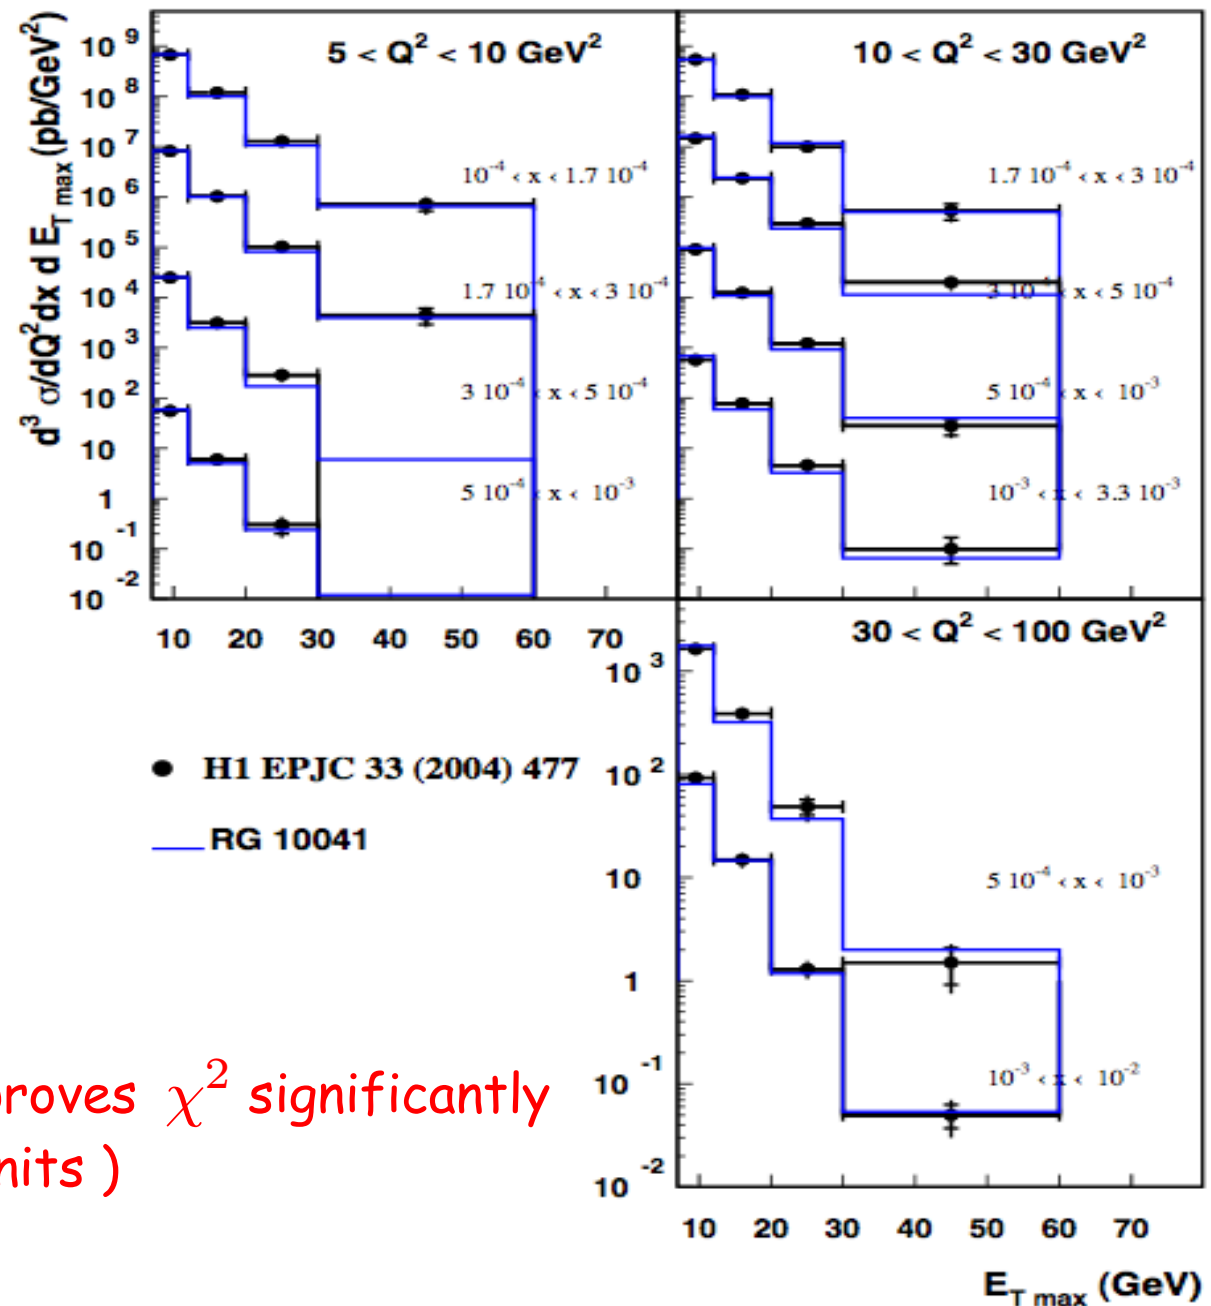 d³ σ/dQ²dx d E_T max (pb/GeV²)
5 < Q² < 10 GeV²
10⁹
10⁸
10⁷
10⁶
10⁵
10⁴
10³
10²
10
1
10⁻¹
10⁻²
10⁻⁴ < x < 1.7 10⁻⁴
1.7 10⁻⁴ < x < 3 10⁻⁴
3 10⁻⁴ < x < 5 10⁻⁴
5 10⁻⁴ < x < 10⁻³
10 20 30 40 50 60 70
10 < Q² < 30 GeV²
1.7 10⁻⁴ < x < 3 10⁻⁴
3 10⁻⁴ < x < 5 10⁻⁴
5 10⁻⁴ < x < 10⁻³
10⁻³ < x < 3.3 10⁻³
30 < Q² < 100 GeV²
10³
10²
10
1
10⁻¹
10⁻²
5 10⁻⁴ < x < 10⁻³
10⁻³ < x < 10⁻²
10 20 30 40 50 60 70
E_T max (GeV)
H1 EPJC 33 (2004) 477
RG 10041
proves χ² significantly
nits )